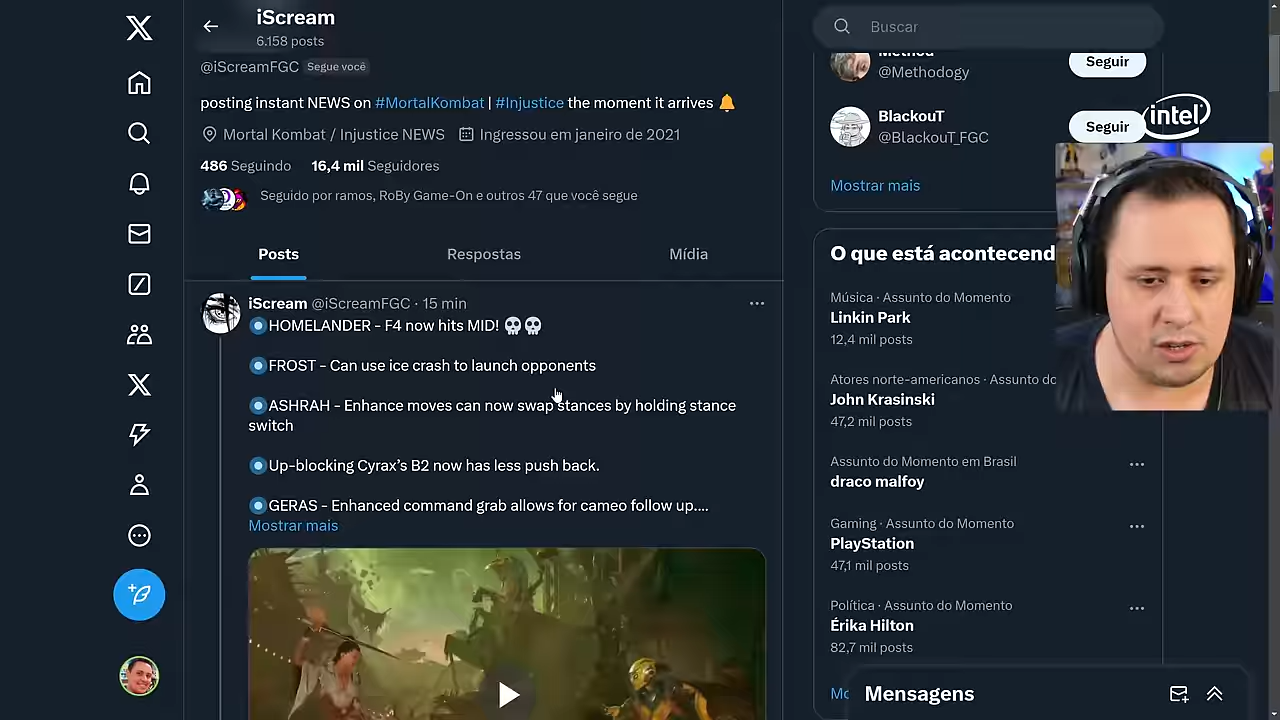 iScream
6.158 posts
@iScreamFGC Segue você
posting instant NEWS on #MortalKombat | #Injustice the moment it arrives 🔔
Mortal Kombat / Injustice NEWS Ingressou em janeiro de 2021
486 Seguindo 16,4 mil Seguidores
Seguido por ramos, RoBy Game-On e outros 47 que você segue
Posts Respostas Mídia
iScream @iScreamFGC · 15 min
HOMELANDER - F4 now hits MID! 💀💀
FROST - Can use ice crash to launch opponents
ASHRAH - Enhance moves can now swap stances by holding stance
switch
Up-blocking Cyrax’s B2 now has less push back.
GERAS - Enhanced command grab allows for cameo follow up....
Mostrar mais
Buscar
@Methodogy
Seguir
BlackouT
@BlackouT_FGC
Seguir
intel
Mostrar mais
O que está acontecend
Música · Assunto do Momento
Linkin Park
12,4 mil posts
Atores norte-americanos · Assunto do
John Krasinski
47,2 mil posts
Assunto do Momento em Brasil
draco malfoy
Gaming · Assunto do Momento
PlayStation
47,1 mil posts
Política · Assunto do Momento
Érika Hilton
82,7 mil posts
Mensagens